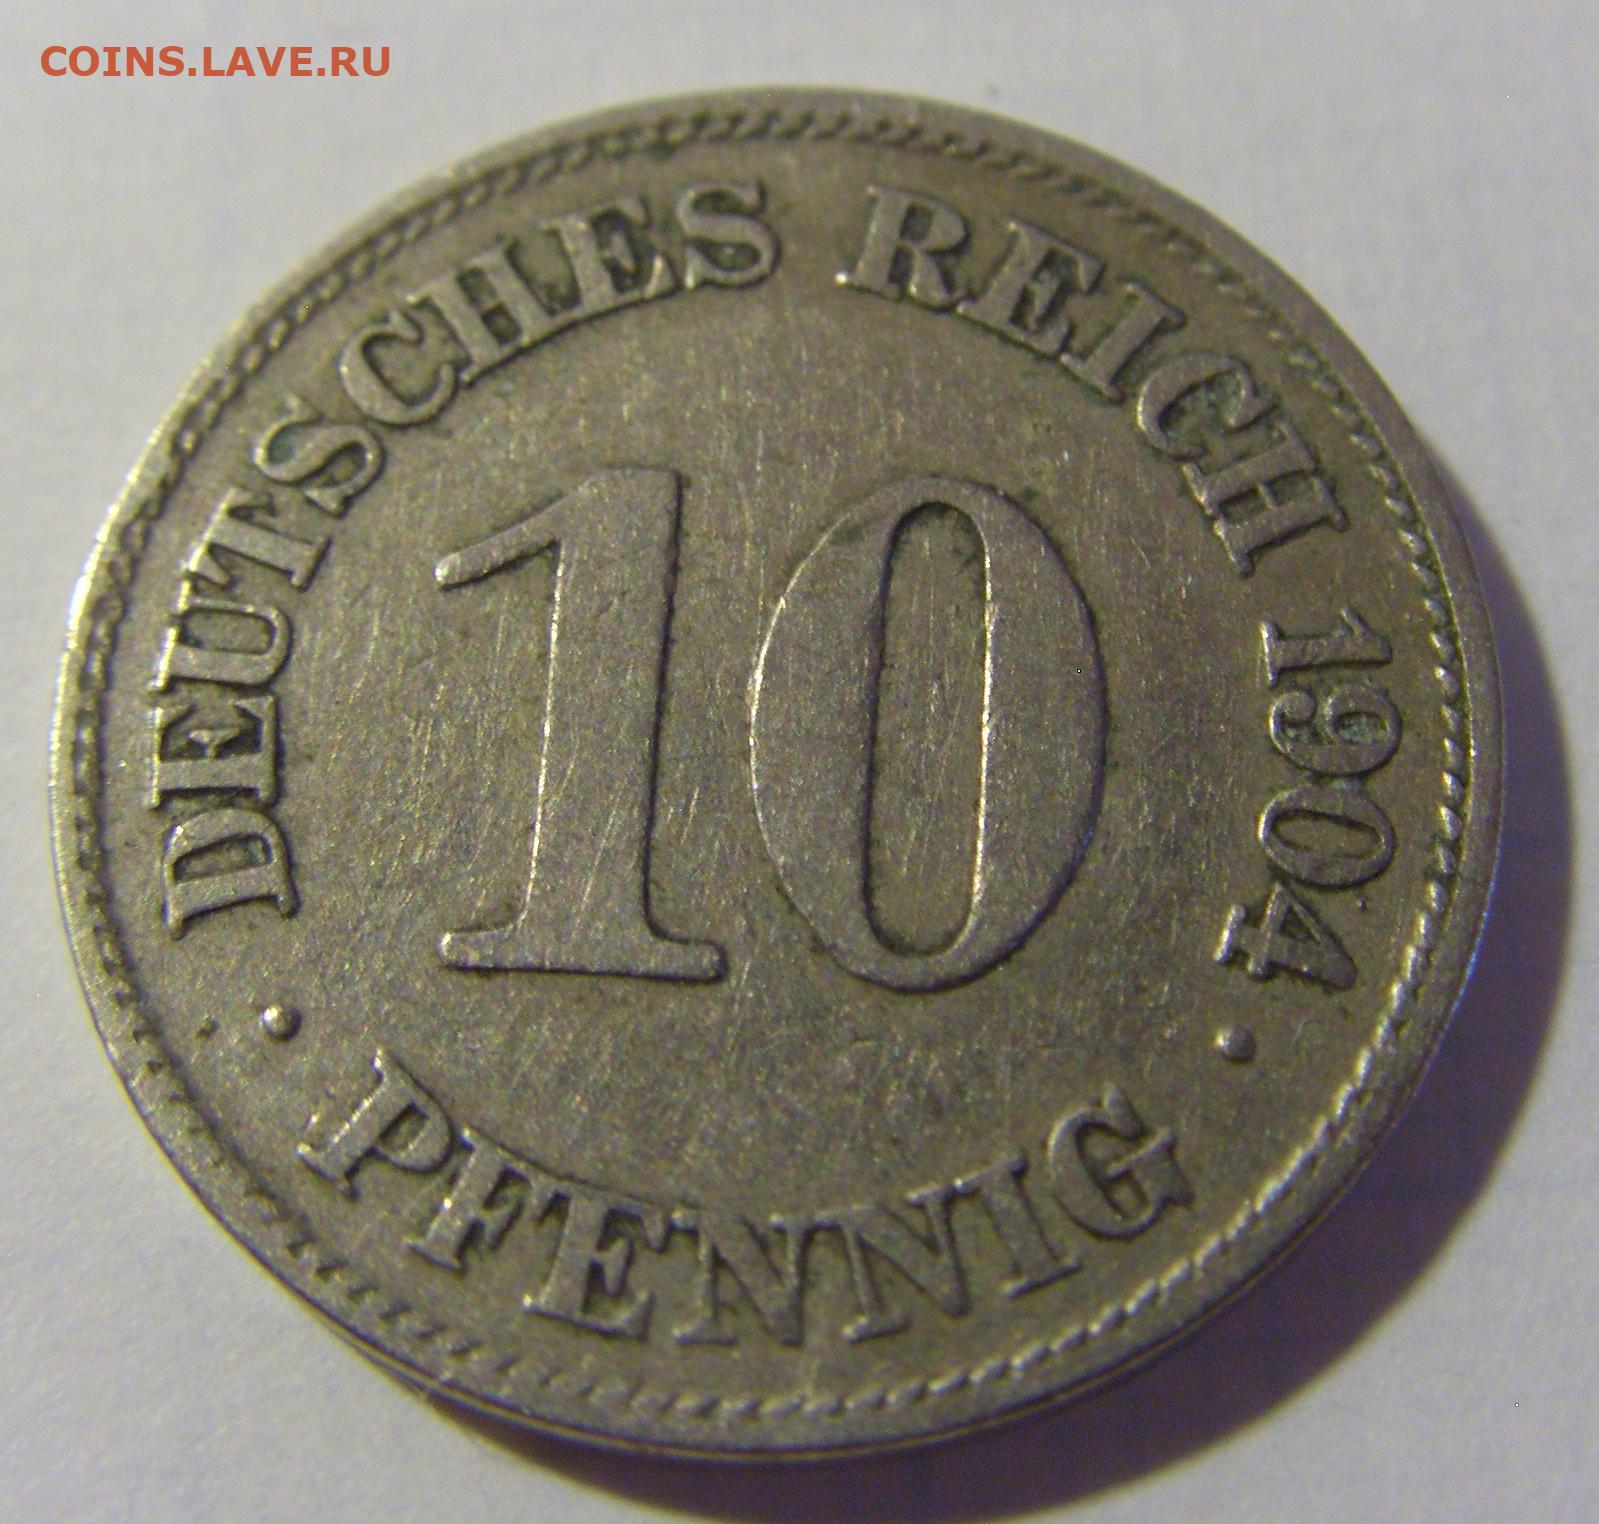 COINS.LAVE.RU
DEUTSCHES REICH 1904
10
· PFENNIG ·